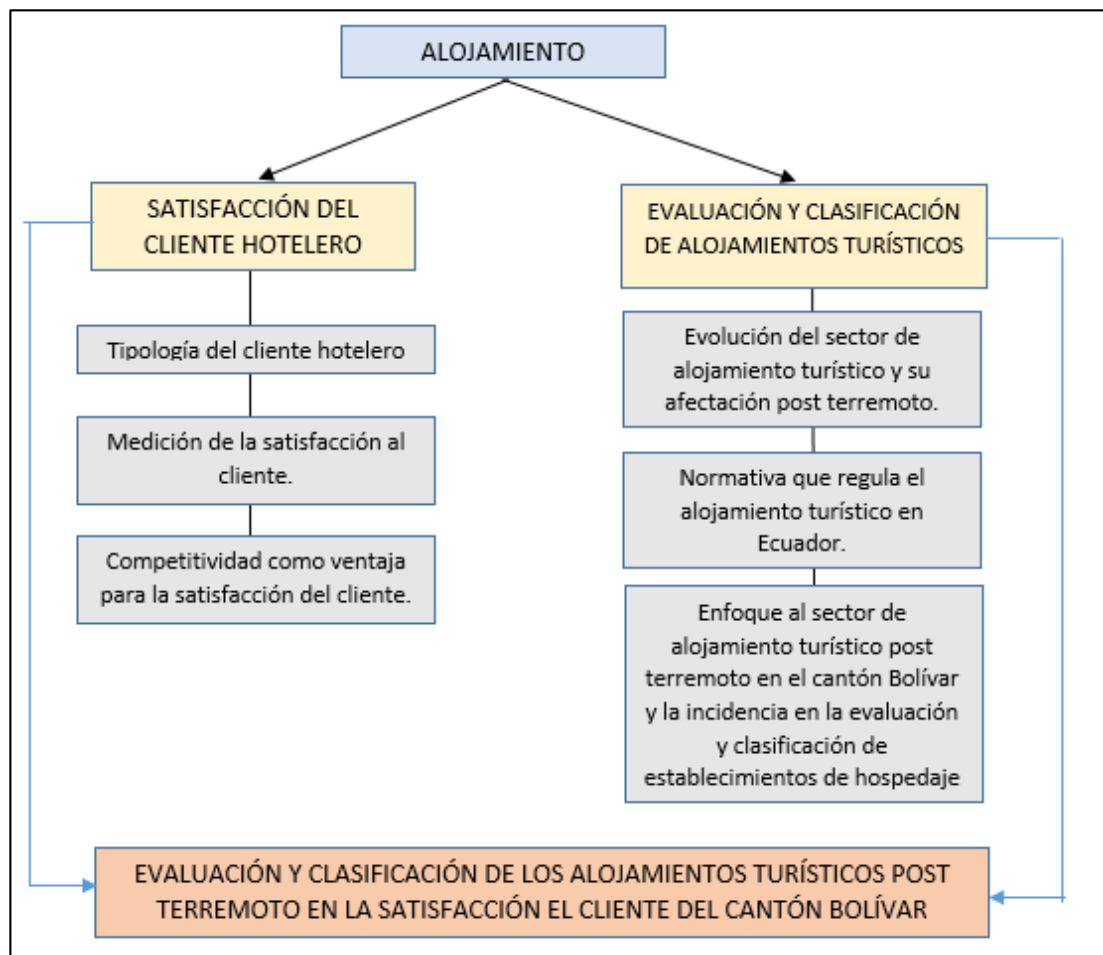 ALOJAMIENTO
SATISFACCIÓN DEL
CLIENTE HOTELERO
Tipología del cliente hotelero
Medición de la satisfacción al
cliente.
Competitividad como ventaja
para la satisfacción del cliente.
EVALUACIÓN Y CLASIFICACIÓN
DE ALOJAMIENTOS TURÍSTICOS
Evolución del sector de
alojamiento turístico y su
afectación post terremoto.
Normativa que regula el
alojamiento turístico en
Ecuador.
Enfoque al sector de
alojamiento turístico post
terremoto en el cantón Bolívar
y la incidencia en la evaluación
y clasificación de
establecimientos de hospedaje
EVALUACIÓN Y CLASIFICACIÓN DE LOS ALOJAMIENTOS TURÍSTICOS POST
TERREMOTO EN LA SATISFACCIÓN EL CLIENTE DEL CANTÓN BOLÍVAR